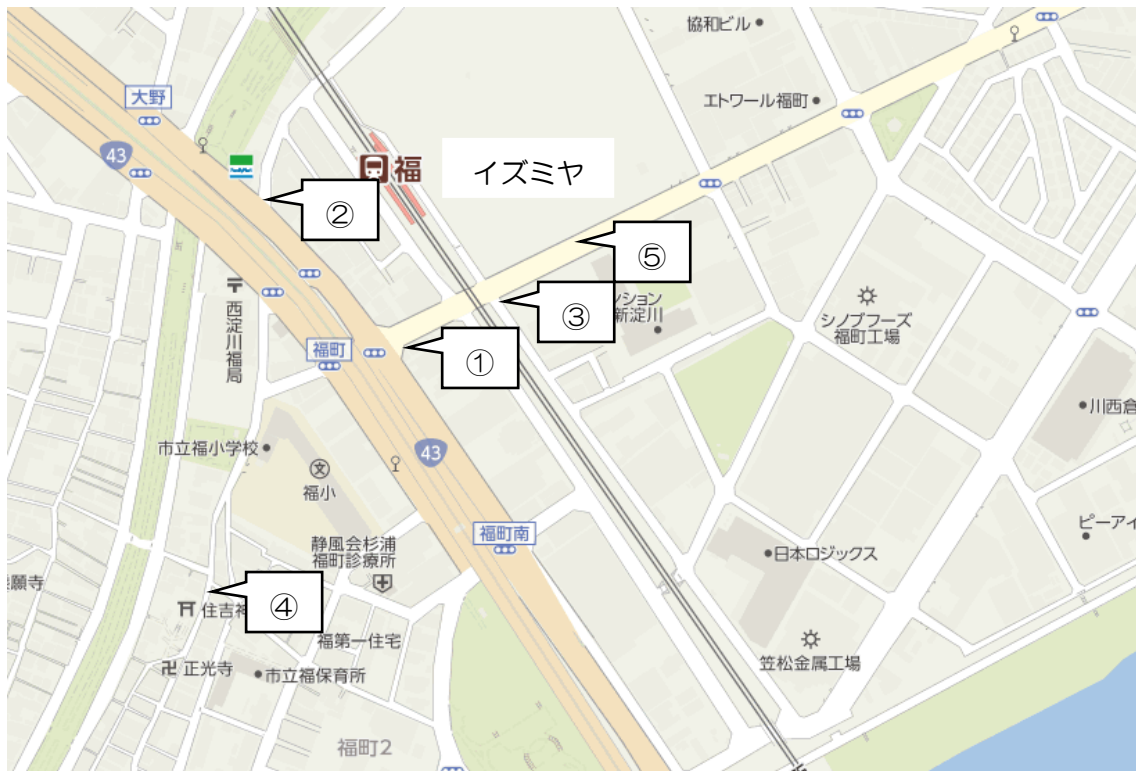 協和ビル
大野
エトワール福町
43
FamilyMart
福
イズミヤ
②
⑤
西淀川福局
③
ンション
新淀川
シノブフーズ
福町工場
福町
①
川西倉
市立福小学校
43
文
福小
福町南
ピーアイ
静風会杉浦
福町診療所
日本ロジックス
願寺
④
住吉神
福第一住宅
正光寺
市立福保育所
笠松金属工場
福町2